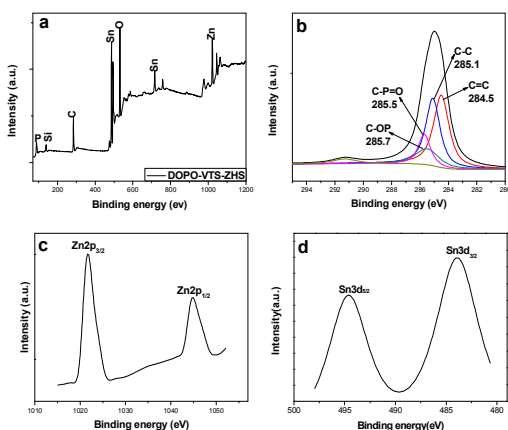 a
Sn
O
Zn
Sn
C
P
Si
DOPO-VTS-ZHS
200 400 600 800 1000 1200
Binding energy (ev)
Intensity (a.u.)
b
C-C
285.1
C=C
284.5
C-P=O
285.5
C-OP
285.7
294 292 290 288 286 284 282 280
Binding energy (eV)
Intensity (a.u.)
c
Zn2p3/2
Zn2p1/2
1010 1020 1030 1040 1050
Binding energy (eV)
Intensity (a.u.)
d
Sn3d3/2
Sn3d5/2
500 495 490 485 480
Binding energy(eV)
Intensity(a.u.)